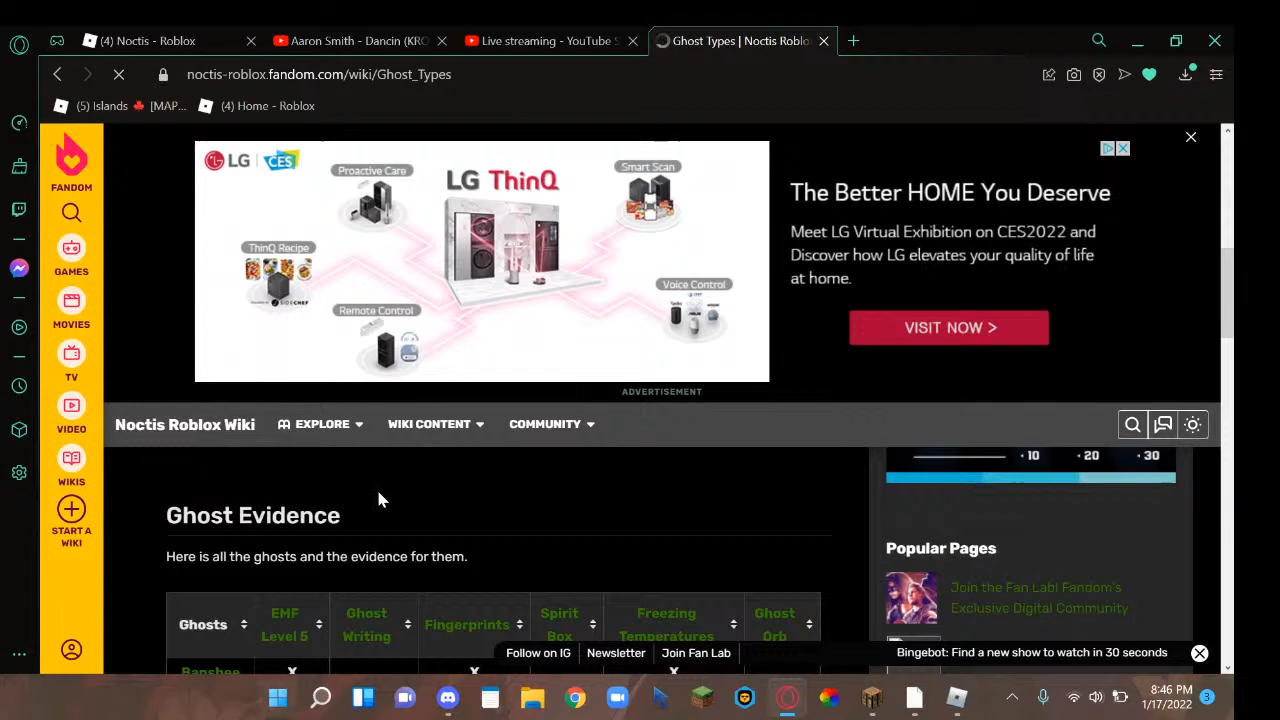 (4) Noctis - Roblox
Aaron Smith - Dancin (KRO
Live streaming - YouTube S
Ghost Types | Noctis Roblo
noctis-roblox.fandom.com/wiki/Ghost_Types
(5) Islands 🍁 [MAP...
(4) Home - Roblox
FANDOM
GAMES
MOVIES
TV
VIDEO
WIKIS
START A
WIKI
LG
CES
Proactive Care
LG ThinQ
Smart Scan
ThinQ Recipe
Voice Control
Remote Control
The Better HOME You Deserve
Meet LG Virtual Exhibition on CES2022 and
Discover how LG elevates your quality of life
at home.
VISIT NOW >
ADVERTISEMENT
Noctis Roblox Wiki
EXPLORE
WIKI CONTENT
COMMUNITY
10 20 30
Ghost Evidence
Here is all the ghosts and the evidence for them.
Ghosts
EMF
Level 5
Ghost
Writing
Fingerprints
Spirit
Box
Freezing
Temperatures
Ghost
Orb
Banshee X X X
Popular Pages
Join the Fan Lab! Fandom's
Exclusive Digital Community
Follow on IG
Newsletter
Join Fan Lab
Bingebot: Find a new show to watch in 30 seconds
8:46 PM
1/17/2022
3